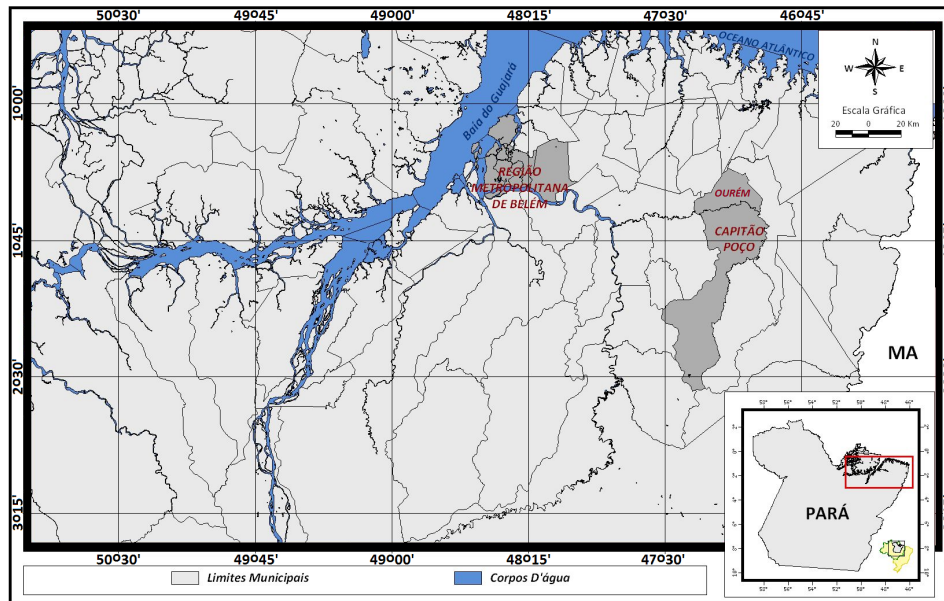 50º30' 49º45' 49º00' 48º15' 47º30' 46º45'
OCEANO ATLÂNTICO
N
W E
S
Escala Gráfica
20 0 20 Km
1º00'
Baia do Guajará
REGIÃO
METROPOLITANA
DE BELÉM
OURÉM
1º45'
CAPITÃO
POÇO
MA
2º30'
3º15'
PARÁ
50º30' 49º45' 49º00' 48º15' 47º30'
Limites Municipais Corpos D'água